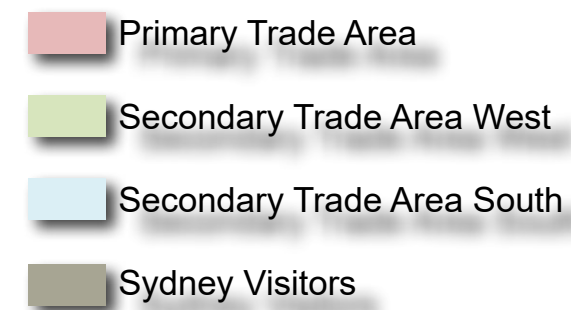 Primary Trade Area
Secondary Trade Area West
Secondary Trade Area South
Sydney Visitors